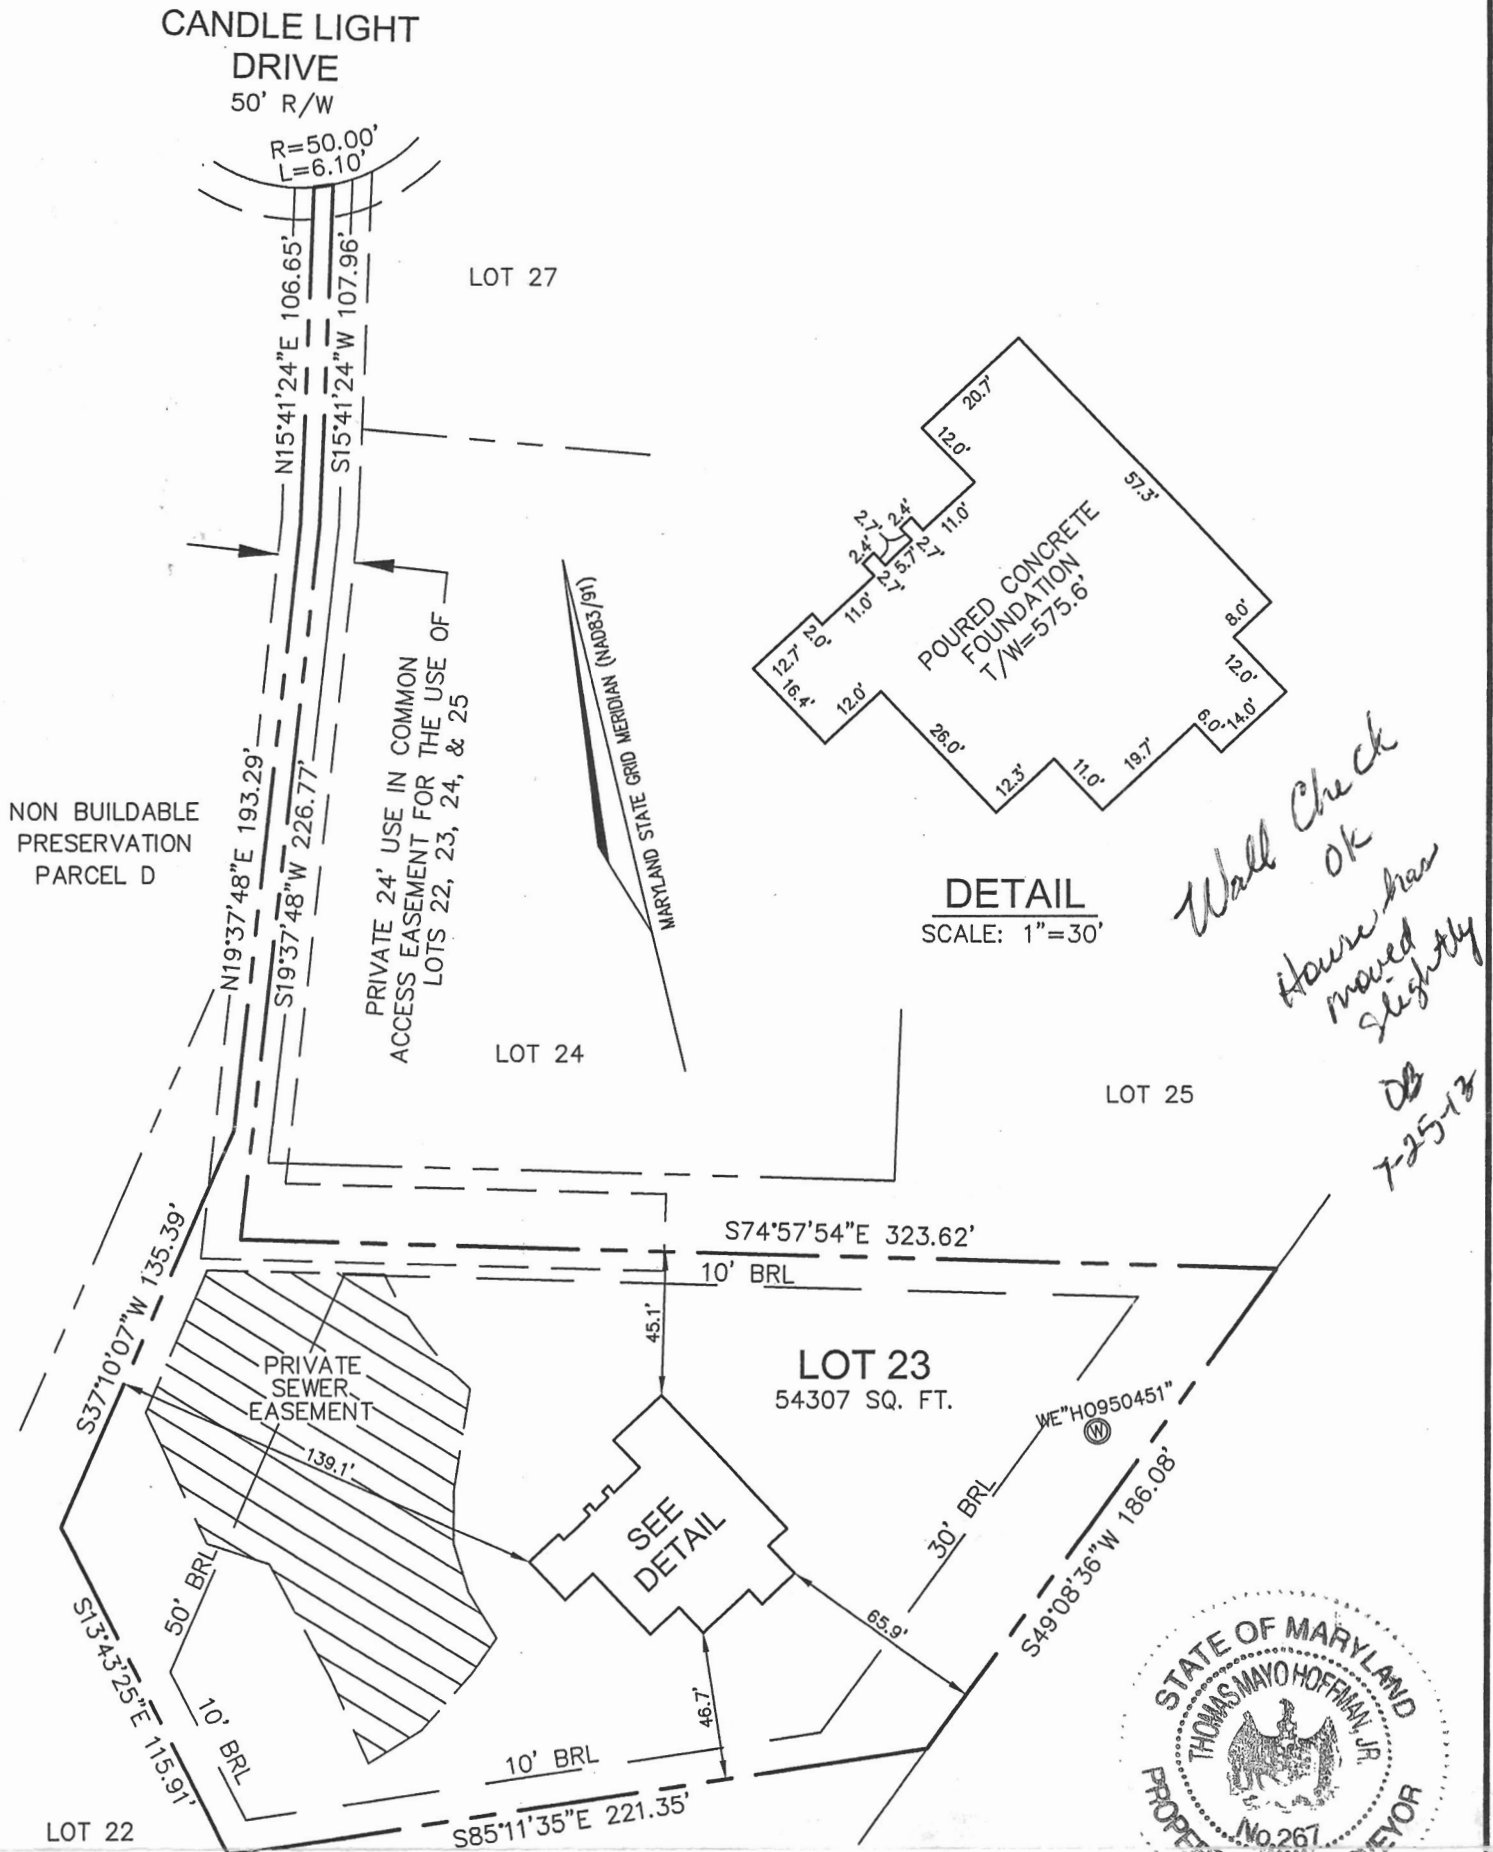 CANDLE LIGHT
DRIVE
50' R/W
R=50.00'
L=6.10'
N15°41'24"E 106.65'
S15°41'24"W 107.96'
LOT 27
20.7'
12.0'
57.3'
2.4'
2.7'
11.0'
2.7'
2.4'
5.7'
2.7'
11.0'
2.0'
12.7'
16.4'
12.0'
26.0'
12.3'
11.0'
19.7'
6.0'
14.0'
12.0'
8.0'
POURED CONCRETE
FOUNDATION
T/W=575.6'
MARYLAND STATE GRID MERIDIAN (NAD83/91)
PRIVATE 24' USE IN COMMON
ACCESS EASEMENT FOR THE USE OF
LOTS 22, 23, 24, & 25
NON BUILDABLE
PRESERVATION
PARCEL D
N19°37'48"E 193.29'
S19°37'48"W 226.77'
DETAIL
SCALE: 1"=30'
Wall Check
OK
House has
moved
slightly
DB
7-25-13
LOT 24
LOT 25
S37°10'07"W 135.39'
S74°57'54"E 323.62'
10' BRL
45.1'
PRIVATE
SEWER
EASEMENT
LOT 23
54307 SQ. FT.
WE"HO950451"
W
139.1'
SEE
DETAIL
30' BRL
S49°08'36"W 186.08'
50' BRL
65.9'
S13°43'25"E 115.91'
10' BRL
46.7'
10' BRL
S85°11'35"E 221.35'
LOT 22
STATE OF MARYLAND
THOMAS MAYO HOFFMAN, JR.
No. 267